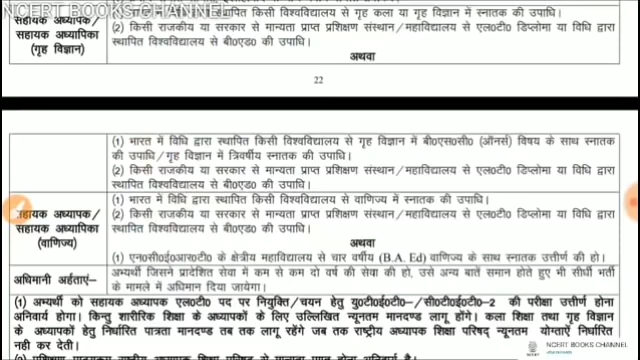 NCERT BOOKS CHANNEL
सहायक अध्यापक/
सहायक अध्यापिका
(गृह विज्ञान)
किसी विश्वविद्यालय से गृह कला या गृह विज्ञान में स्नातक की उपाधि।
(2) किसी राजकीय या सरकार से मान्यता प्राप्त प्रशिक्षण संस्थान/महाविद्यालय से एल0टी0 डिप्लोमा या विधि द्वारा
स्थापित विश्वविद्यालय से बी0एड0 की उपाधि।
अथवा
22
(1) भारत में विधि द्वारा स्थापित किसी विश्वविद्यालय से गृह विज्ञान में बी0एस0सी0 (ऑनर्स) विषय के साथ स्नातक
की उपाधि/गृह विज्ञान में त्रिवर्षीय स्नातक की उपाधि।
(2) किसी राजकीय या सरकार से मान्यता प्राप्त प्रशिक्षण संस्थान/महाविद्यालय से एल0टी0 डिप्लोमा या विधि द्वारा
स्थापित विश्वविद्यालय से बी0एड0 की उपाधि।
सहायक अध्यापक/
सहायक अध्यापिका
(वाणिज्य)
(1) भारत में विधि द्वारा स्थापित किसी विश्वविद्यालय से वाणिज्य में स्नातक की उपाधि।
(2) किसी राजकीय या सरकार से मान्यता प्राप्त प्रशिक्षण संस्थान/महाविद्यालय से एल0टी0 डिप्लोमा या विधि द्वारा
स्थापित विश्वविद्यालय से बी0एड0 की उपाधि।
अथवा
(1) एन0सी0ई0आर0टी0 के क्षेत्रीय महाविद्यालय से चार वर्षीय (B.A. Ed) वाणिज्य के साथ स्नातक उत्तीर्ण की हो।
अधिमानी अर्हताएं-
अभ्यर्थी जिसने प्रादेशित सेवा में कम से कम दो वर्ष की सेवा की हो, उसे अन्य बातें समान होते हुए भी सीधी भर्ती
के मामले में अधिमान दिया जायेगा।
(1) अभ्यर्थी को सहायक अध्यापक एल0टी0 पद पर नियुक्ति/चयन हेतु यू0टी0ई0टी0-/सी0टी0ई0टी0-2 की परीक्षा उत्तीर्ण होना
अनिवार्य होगा। किन्तु शारीरिक शिक्षा के अध्यापकों के लिए उल्लिखित न्यूनतम मानदण्ड लागू होंगे। कला शिक्षा तथा गृह विज्ञान
के अध्यापकों हेतु निर्धारित पात्रता मानदण्ड तब तक लागू रहेंगे जब तक राष्ट्रीय अध्यापक शिक्षा परिषद् न्यूनतम योग्यताऐं निर्धारित
नही कर देती।
NCERT BOOKS CHANNEL